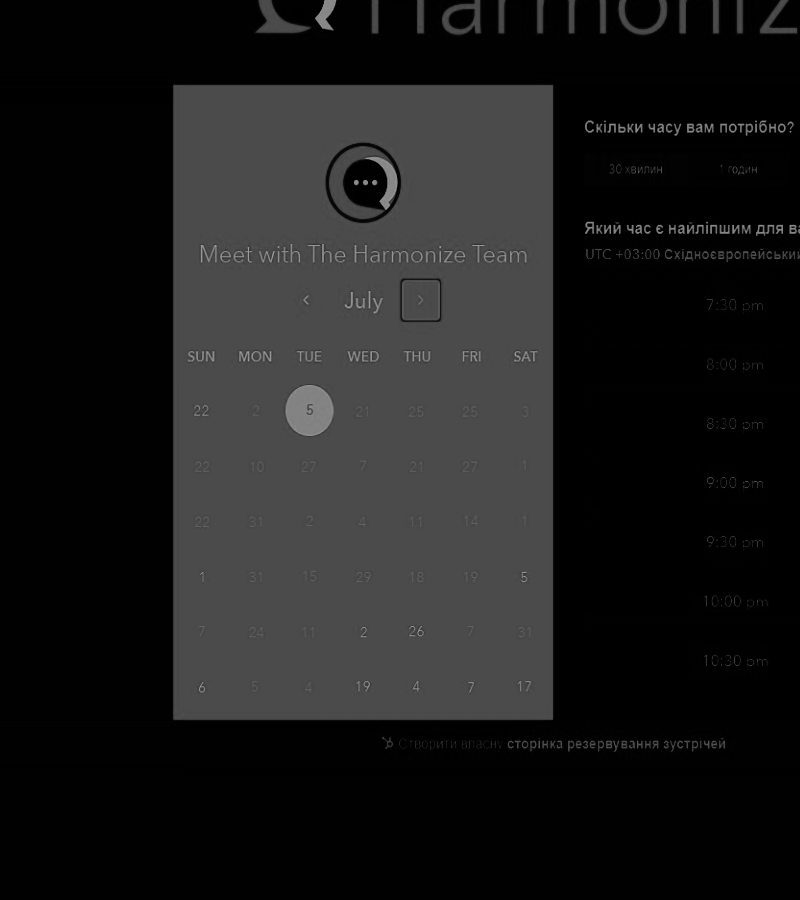 Harmoniz
Скільки часу вам потрібно?
30 хвилин 1 годин
Який час є найліпшим для ва
UTC +03:00 Східноєвропейський
7:30 pm
8:00 pm
8:30 pm
9:00 pm
9:30 pm
10:00 pm
10:30 pm
Meet with The Harmonize Team
July
SUN MON TUE WED THU FRI SAT
22 2 5 21 25 25 3
22 10 27 7 21 27 1
22 31 2 4 11 14 1
1 31 15 29 18 19 5
7 24 11 2 26 7 31
6 5 4 19 4 7 17
Створити власну сторінка резервування зустрічей